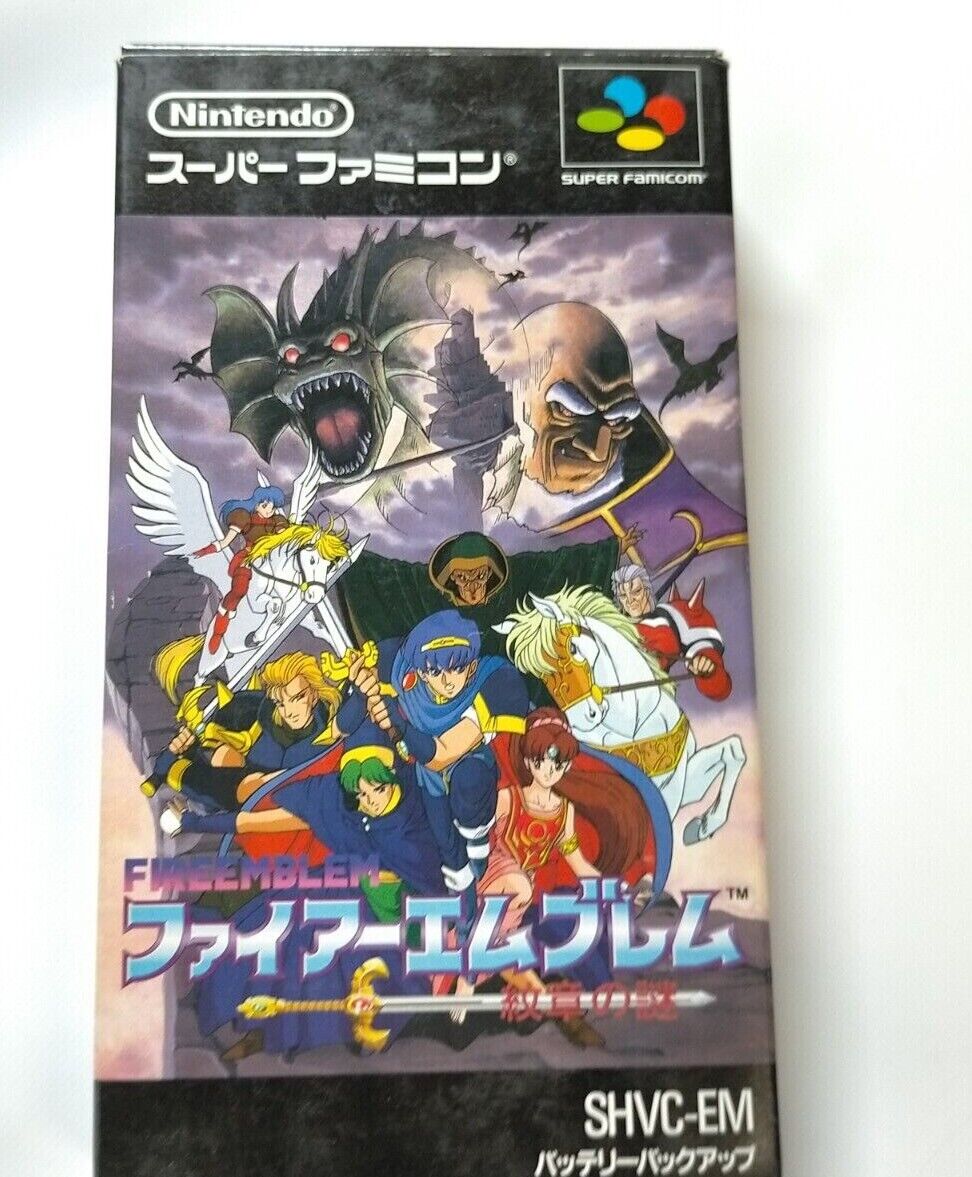 Nintendo®
スーパーファミコン®
SUPER FAMICOM
FIRE EMBLEM
ファイアーエムブレム™
紋章の謎
SHVC-EM
バッテリーバックアップ